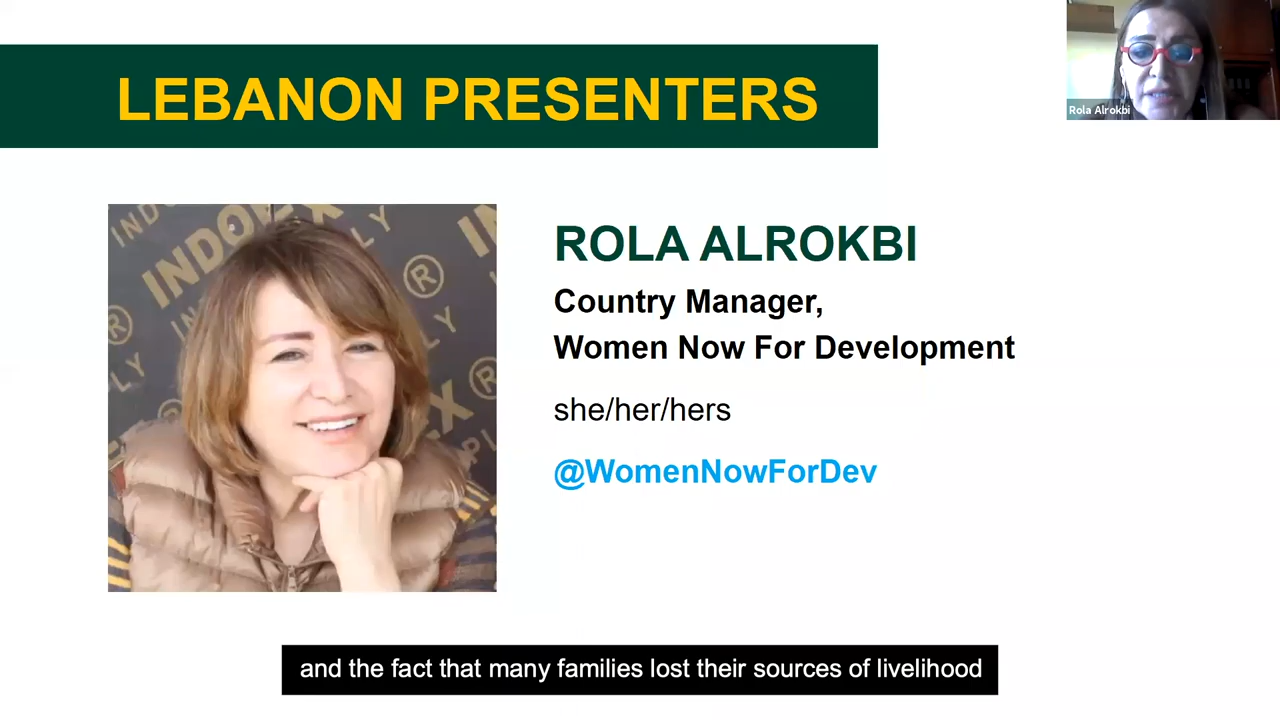 LEBANON PRESENTERS
Rola Alrokbi
INDOEX
®
ROLA ALROKBI
Country Manager,
Women Now For Development
she/her/hers
@WomenNowForDev
and the fact that many families lost their sources of livelihood